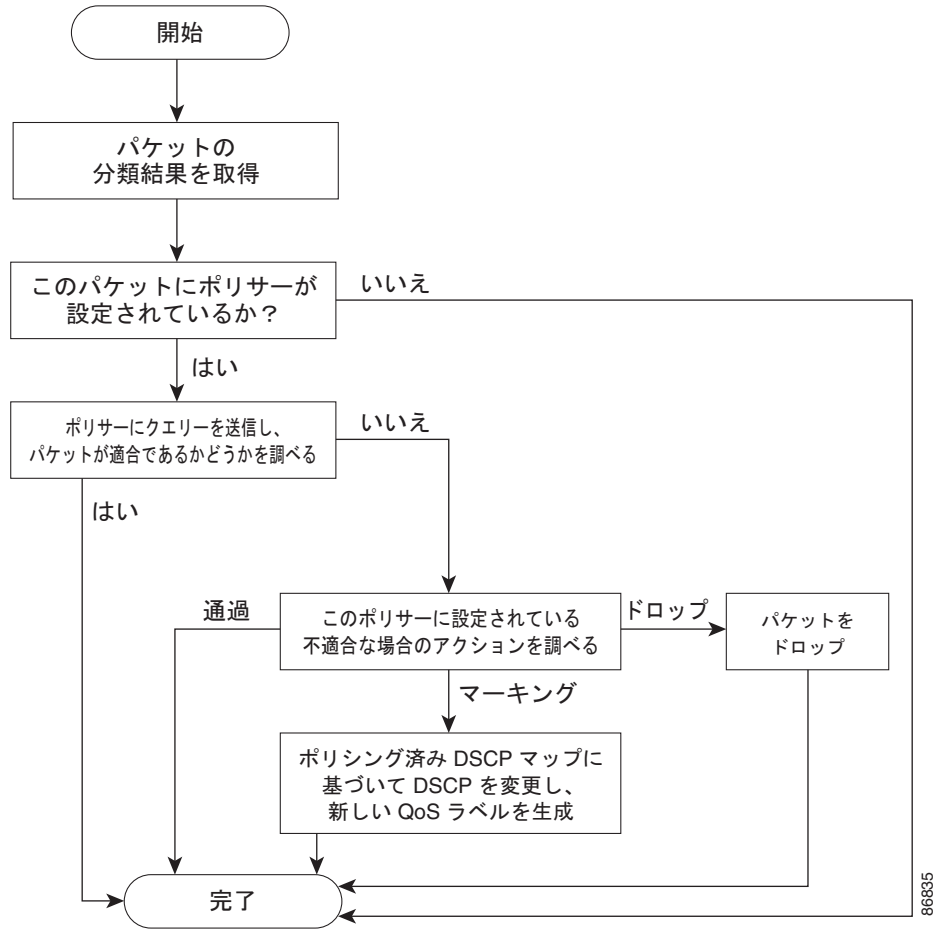 開始
パケットの
分類結果を取得
このパケットにポリサーが
設定されているか？
いいえ
はい
ポリサーにクエリーを送信し、
パケットが適合であるかどうかを調べる
いいえ
はい
通過
このポリサーに設定されている
不適合な場合のアクションを調べる
ドロップ
パケットを
ドロップ
マーキング
ポリシング済み DSCP マップに
基づいて DSCP を変更し、
新しい QoS ラベルを生成
完了
86835